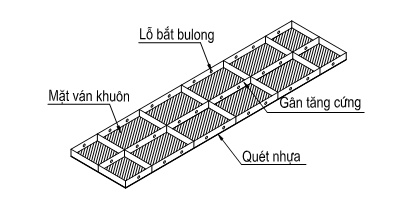 Lỗ bắt bulong
Mặt ván khuôn
Gân tăng cứng
Quét nhựa